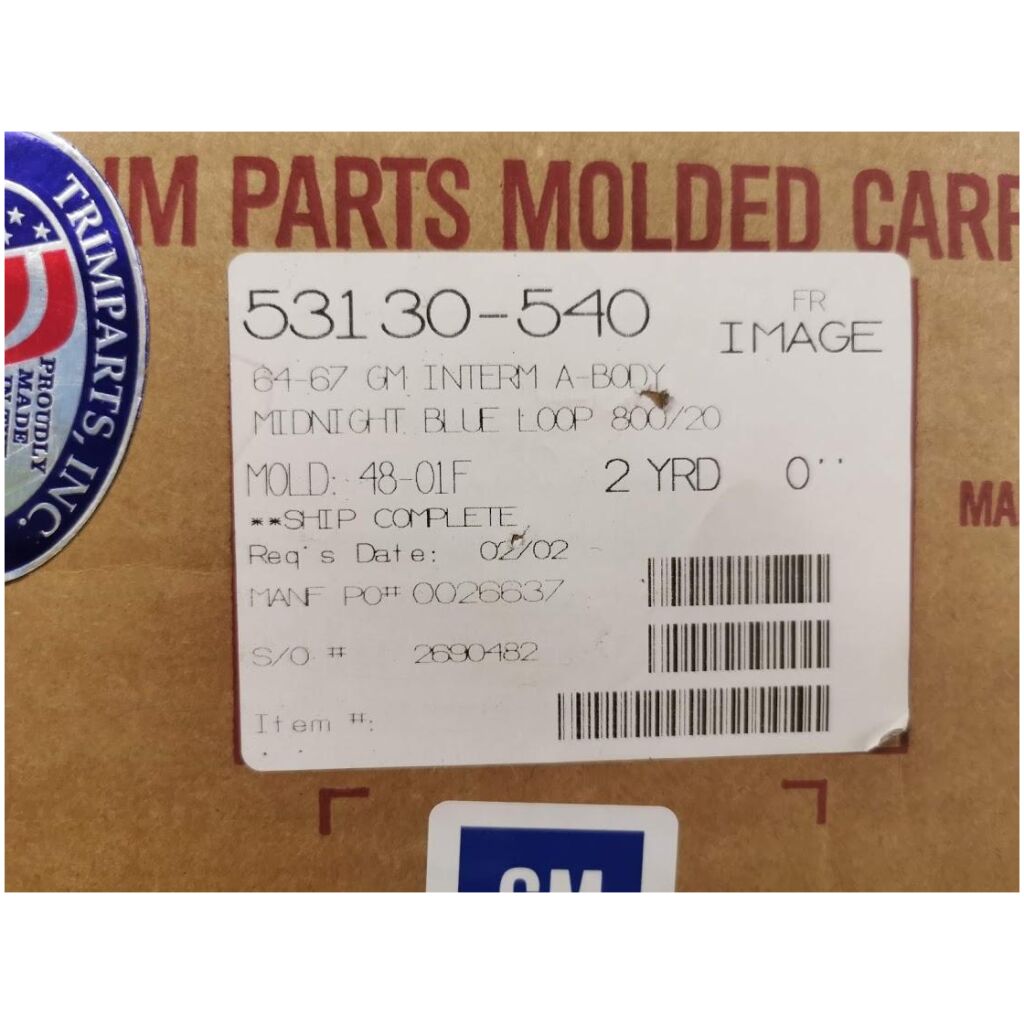 IM PARTS MOLDED CARP
TRIMPARTS, INC.
PROUDLY
MADE
53130-540
FR
IMAGE
64-67 GM INTERM A-BODY
MIDNIGHT BLUE LOOP 800/20
MOLD: 48-01F 2 YRD 0''
**SHIP COMPLETE
Req's Date: 02/02
MANF PO# 0026637
S/O # 2690482
Item #:
MA
GM